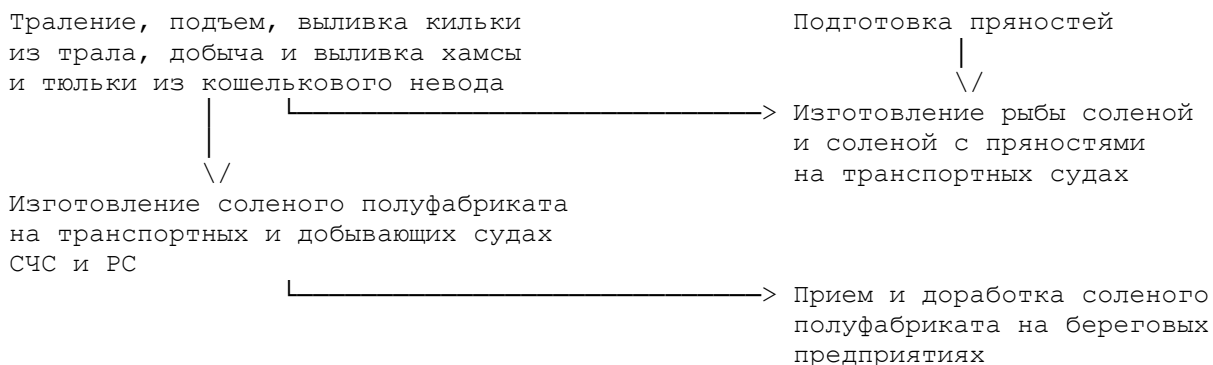 Траление, подъем, выливка кильки
из трала, добыча и выливка хамсы
и тюльки из кошелькового невода
Подготовка пряностей
Изготовление рыбы соленой
и соленой с пряностями
на транспортных судах
Изготовление соленого полуфабриката
на транспортных и добывающих судах
СЧС и РС
Прием и доработка соленого
полуфабриката на береговых
предприятиях